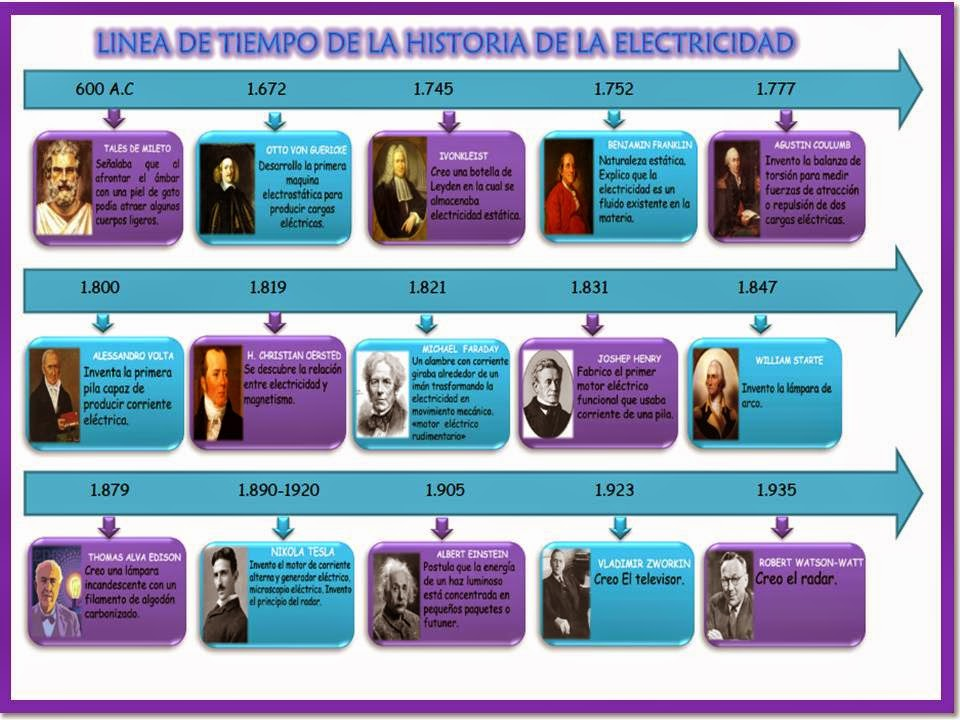 LINEA DE TIEMPO DE LA HISTORIA DE LA ELECTRICIDAD
600 A.C
1.672
1.745
1.752
1.777
TALES DE MILETO
Señalaba que al
afrontar el ámbar
con una piel de gato
podía atraer algunos
cuerpos ligeros.
OTTO VON GUERICKE
Desarrollo la primera
maquina
electrostática para
producir cargas
eléctricas.
IVONKLEIST
Creo una botella de
Leyden en la cual se
almacenaba
electricidad estática.
BENJAMIN FRANKLIN
Naturaleza estática.
Explico que la
electricidad es un
fluido existente en la
materia.
AGUSTIN COULUMB
Invento la balanza de
torsión para medir
fuerzas de atracción
o repulsión de dos
cargas eléctricas.
1.800
1.819
1.821
1.831
1.847
ALESSANDRO VOLTA
Inventa la primera
pila capaz de
producir corriente
eléctrica.
H. CHRISTIAN OERSTED
Se descubre la relación
entre electricidad y
magnetismo.
MICHAEL FARADAY
Un alambre con corriente
giraba alrededor de un
imán trasformando la
electricidad en
movimiento mecánico.
«motor eléctrico
rudimentario»
JOSHEP HENRY
Fabrico el primer
motor eléctrico
funcional que usaba
corriente de una pila.
WILLIAM STARTE
Invento la lámpara de
arco.
1.879
1.890-1920
1.905
1.923
1.935
THOMAS ALVA EDISON
Creo una lámpara
incandescente con un
filamento de algodón
carbonizado.
NIKOLA TESLA
Invento el motor de corriente
alterna y generador eléctrico,
microscopio eléctrico. Invento
el principio del radar.
ALBERT EINSTEIN
Postula que la energía
de un haz luminoso
está concentrada en
pequeños paquetes o
futuner.
VLADIMIR ZWORKIN
Creo El televisor.
ROBERT WATSON-WATT
Creo el radar.